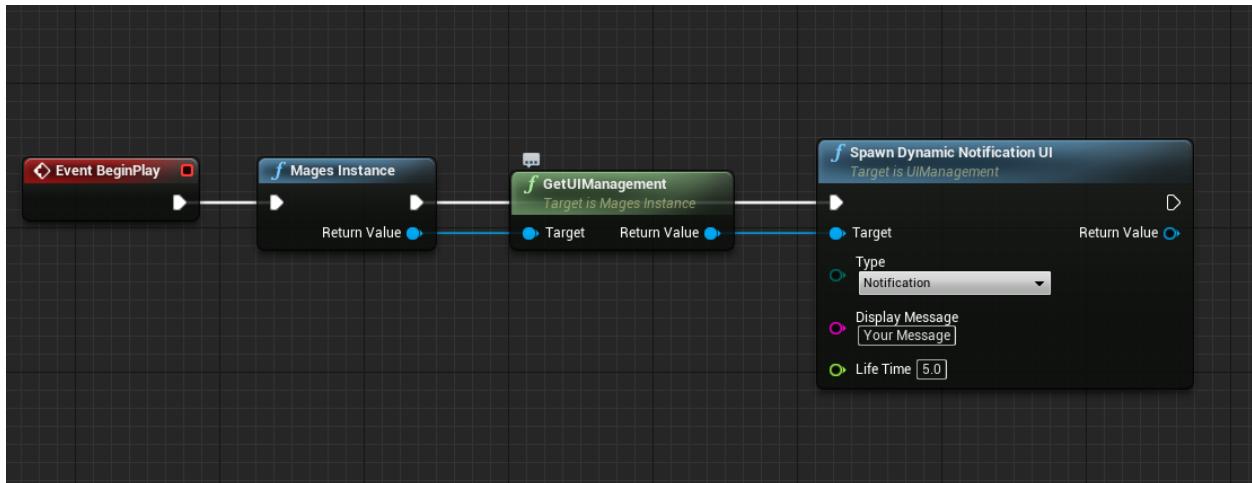 Event BeginPlay
Mages Instance
Return Value
GetUIManagement
Target is Mages Instance
Target
Return Value
Spawn Dynamic Notification UI
Target is UIManagement
Target
Return Value
Type
Notification
Display Message
Your Message
Life Time 5.0